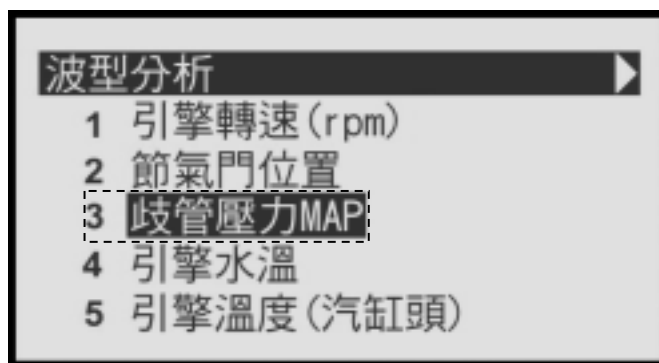 波型分析
1 引擎轉速(rpm)
2 節氣門位置
3 歧管壓力MAP
4 引擎水溫
5 引擎溫度(汽缸頭)